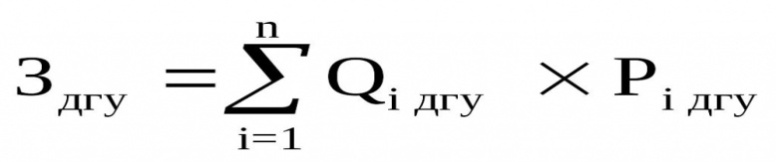 n
З дгу = ∑ Q i дгу × P i дгу
i=1